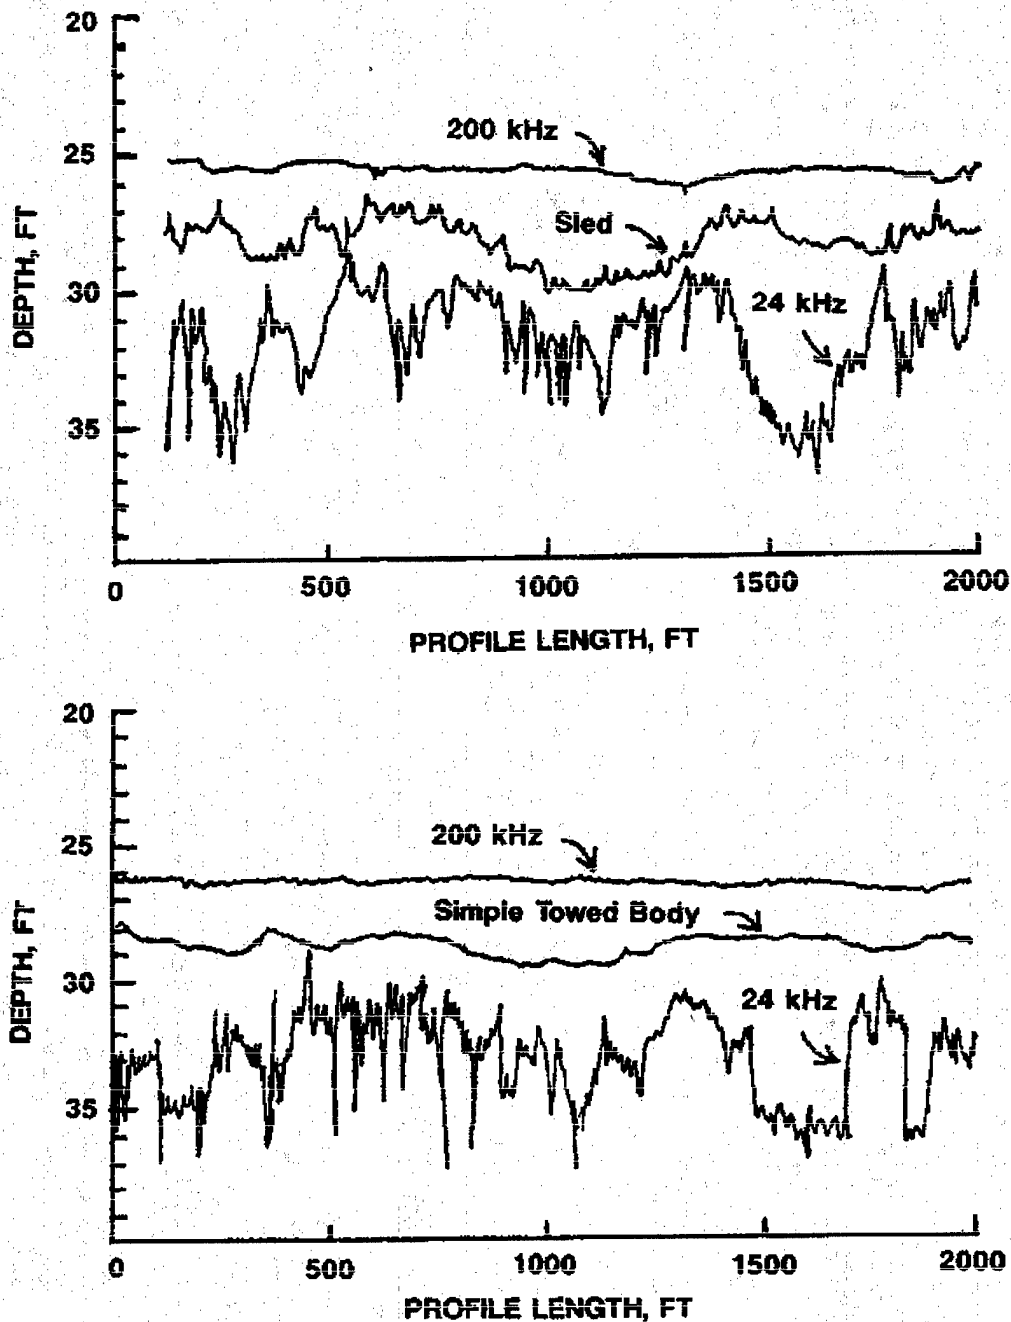 20
200 kHz
25
Sled
DEPTH, FT
30
24 kHz
35
0 500 1000 1500 2000
PROFILE LENGTH, FT
20
200 kHz
25
Simple Towed Body
DEPTH, FT
30
24 kHz
35
0 500 1000 1500 2000
PROFILE LENGTH, FT